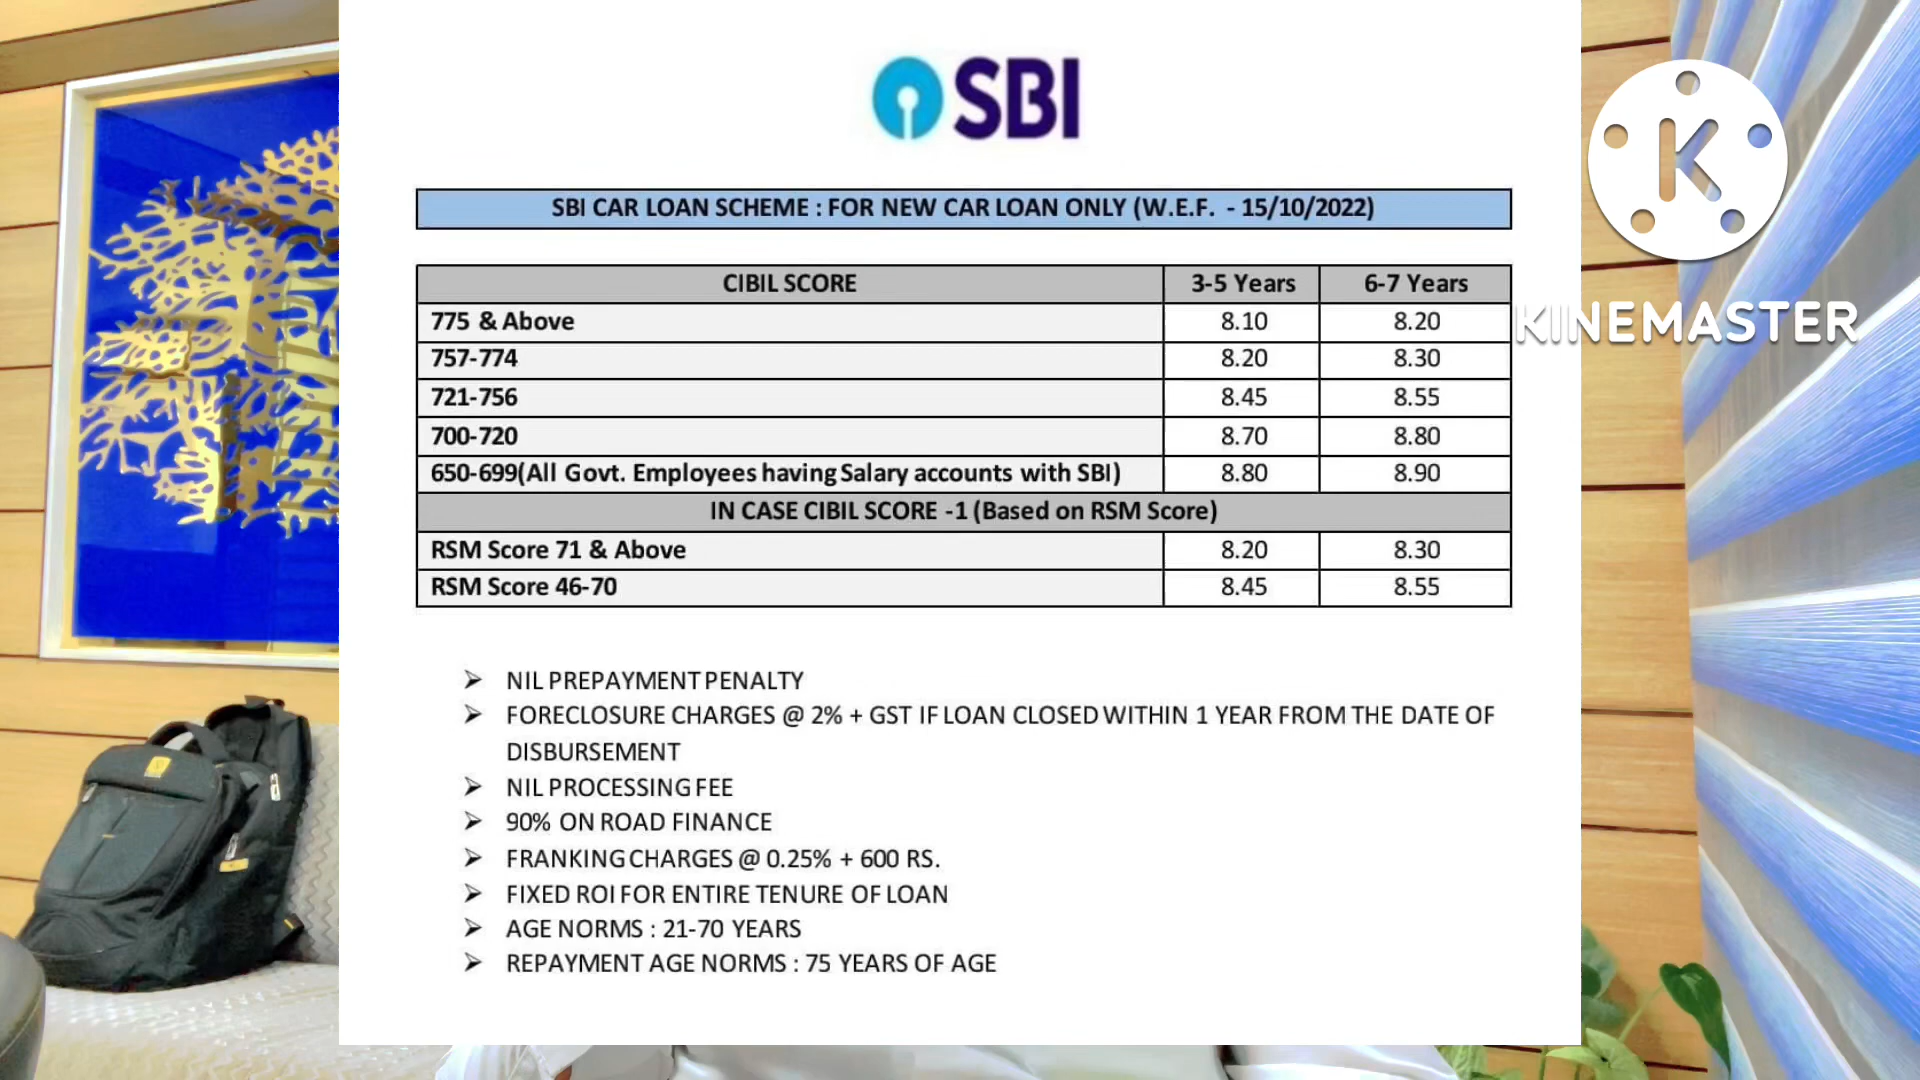 SBI
SBI CAR LOAN SCHEME : FOR NEW CAR LOAN ONLY (W.E.F. - 15/10/2022)
CIBIL SCORE 3-5 Years 6-7 Years
775 & Above 8.10 8.20
757-774 8.20 8.30
721-756 8.45 8.55
700-720 8.70 8.80
650-699(All Govt. Employees having Salary accounts with SBI) 8.80 8.90
IN CASE CIBIL SCORE -1 (Based on RSM Score)
RSM Score 71 & Above 8.20 8.30
RSM Score 46-70 8.45 8.55
➤ NIL PREPAYMENT PENALTY
➤ FORECLOSURE CHARGES @ 2% + GST IF LOAN CLOSED WITHIN 1 YEAR FROM THE DATE OF
DISBURSEMENT
➤ NIL PROCESSING FEE
➤ 90% ON ROAD FINANCE
➤ FRANKING CHARGES @ 0.25% + 600 RS.
➤ FIXED ROI FOR ENTIRE TENURE OF LOAN
➤ AGE NORMS : 21-70 YEARS
➤ REPAYMENT AGE NORMS : 75 YEARS OF AGE
K
KINEMASTER